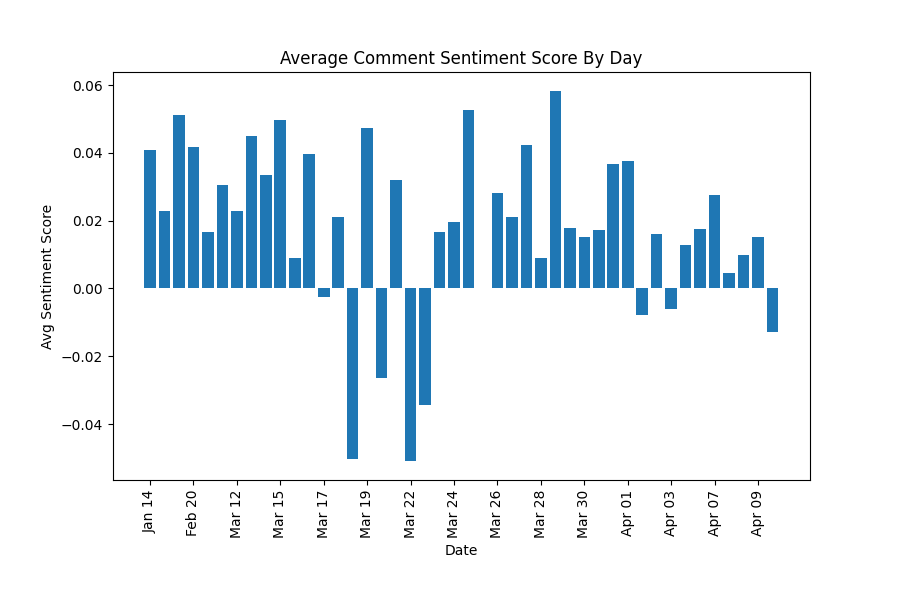 Average Comment Sentiment Score By Day
0.06
0.04
0.02
0.00
−0.02
−0.04
Avg Sentiment Score
Jan 14
Feb 20
Mar 12
Mar 15
Mar 17
Mar 19
Mar 22
Mar 24
Mar 26
Mar 28
Mar 30
Apr 01
Apr 03
Apr 07
Apr 09
Date